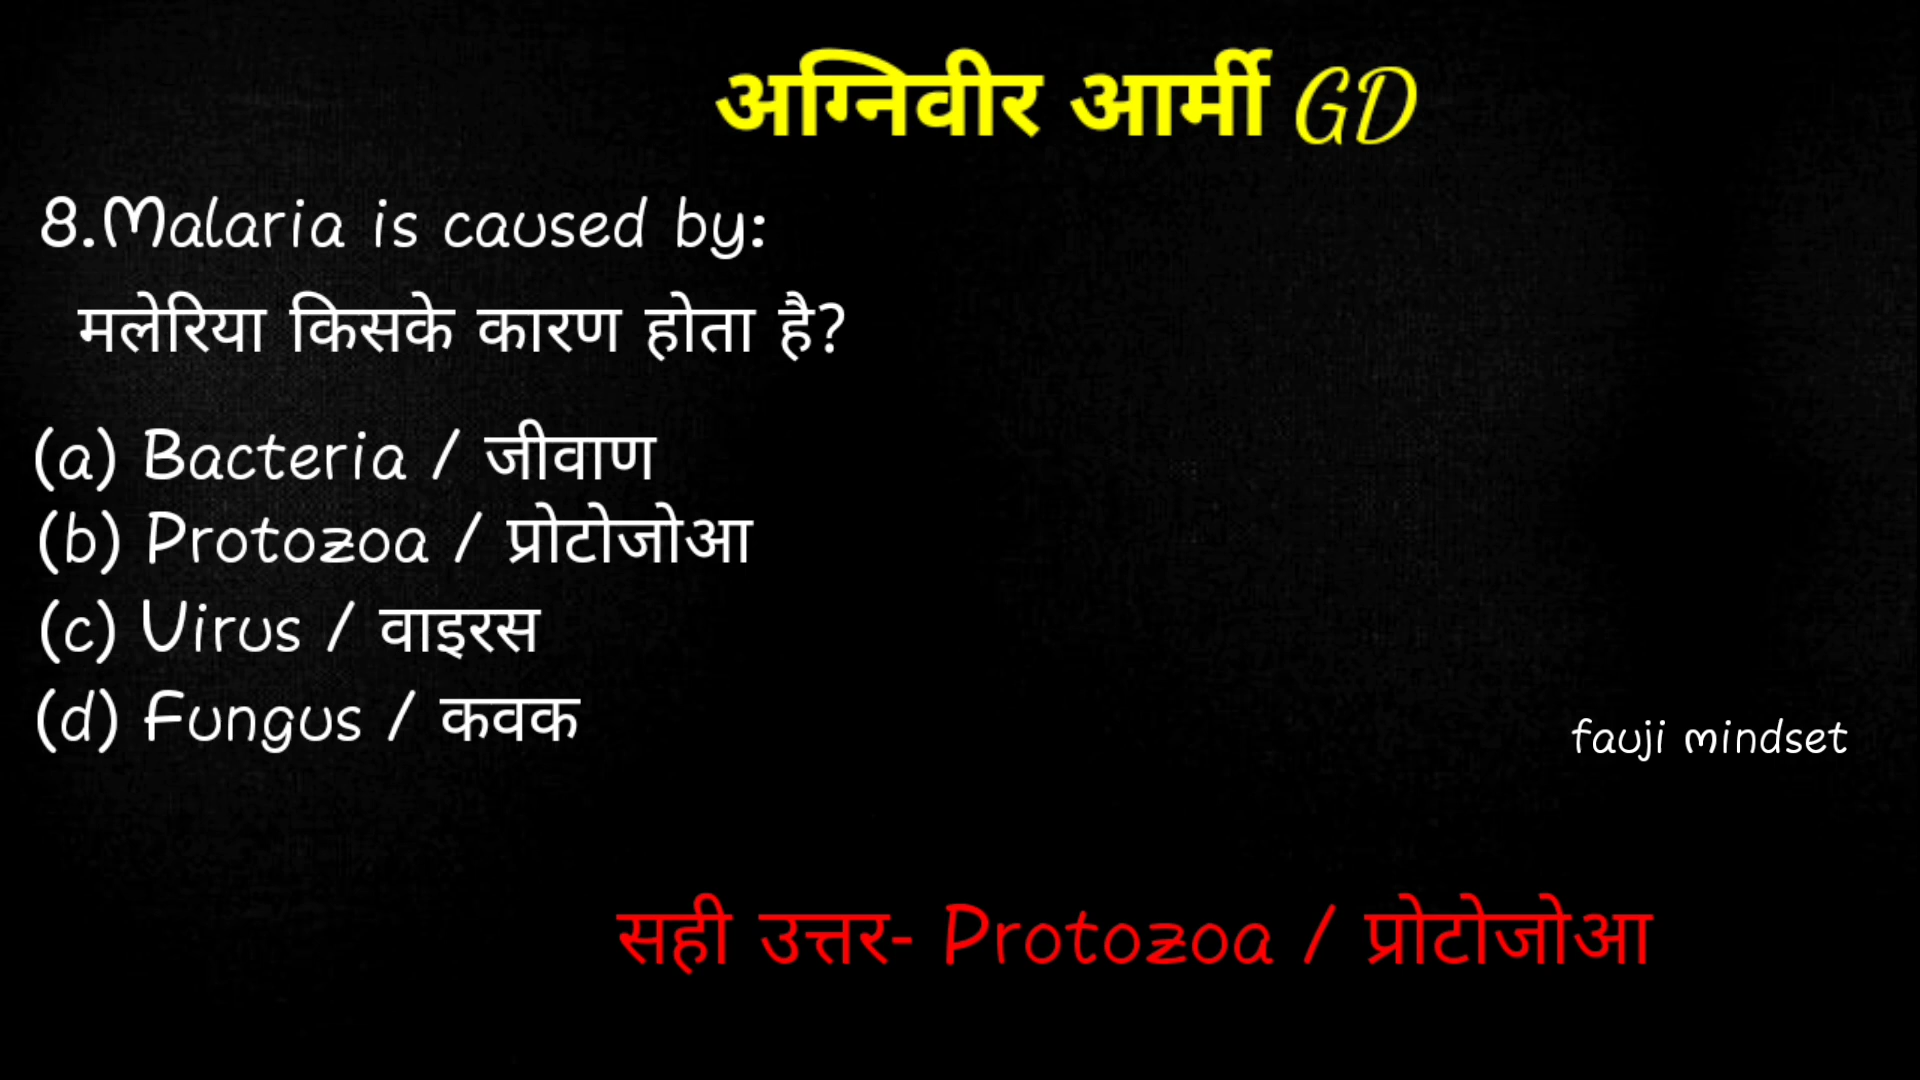 अग्निवीर आर्मी GD
8.Malaria is caused by:
मलेरिया किसके कारण होता है?
(a) Bacteria / जीवाण
(b) Protozoa / प्रोटोजोआ
(c) Virus / वाइरस
(d) Fungus / कवक
fauji mindset
सही उत्तर- Protozoa / प्रोटोजोआ